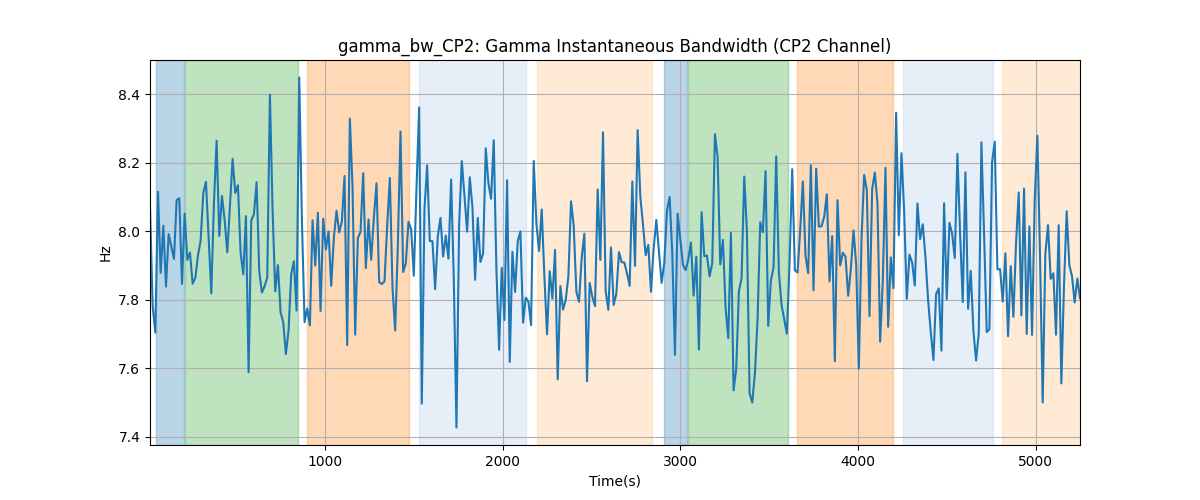 gamma_bw_CP2: Gamma Instantaneous Bandwidth (CP2 Channel)
8.4
8.2
8.0
7.8
7.6
7.4
Hz
1000 2000 3000 4000 5000
Time(s)